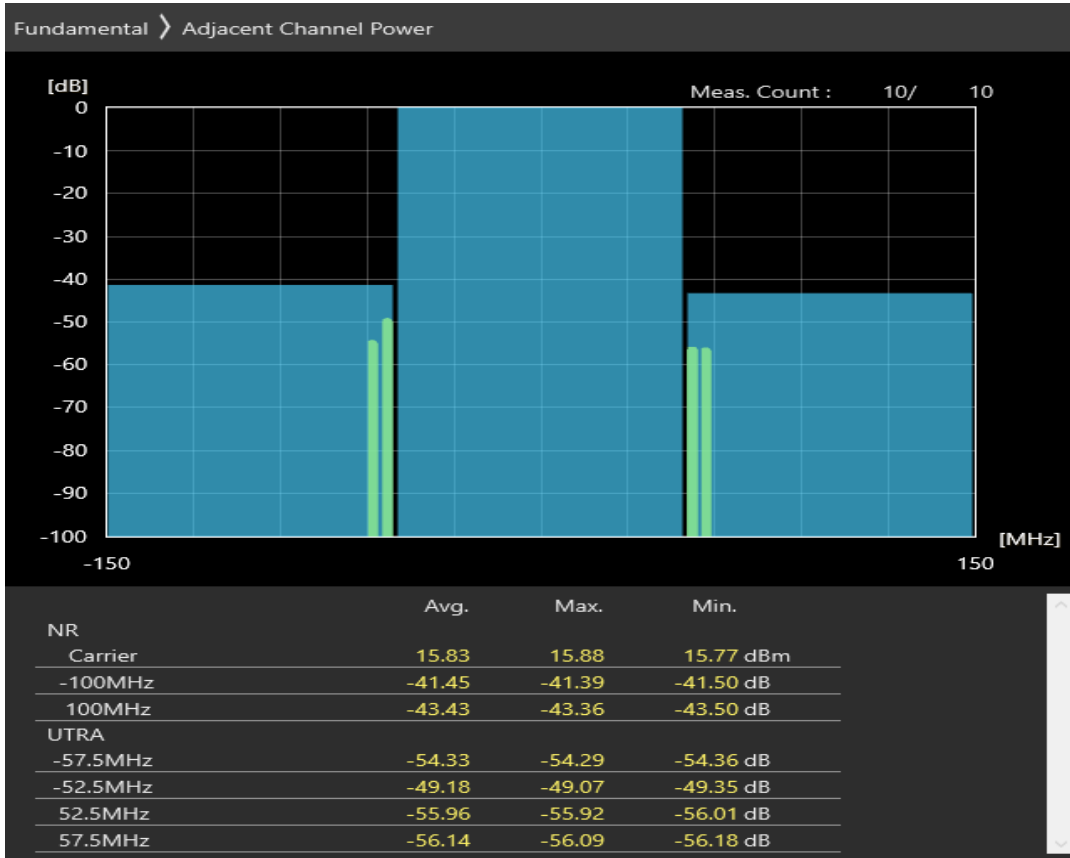 Fundamental ❭ Adjacent Channel Power
[dB]
Meas. Count : 10/ 10
0
-10
-20
-30
-40
-50
-60
-70
-80
-90
-100
[MHz]
-150 150
Avg. Max. Min.
NR
Carrier 15.83 15.88 15.77 dBm
-100MHz -41.45 -41.39 -41.50 dB
100MHz -43.43 -43.36 -43.50 dB
UTRA
-57.5MHz -54.33 -54.29 -54.36 dB
-52.5MHz -49.18 -49.07 -49.35 dB
52.5MHz -55.96 -55.92 -56.01 dB
57.5MHz -56.14 -56.09 -56.18 dB